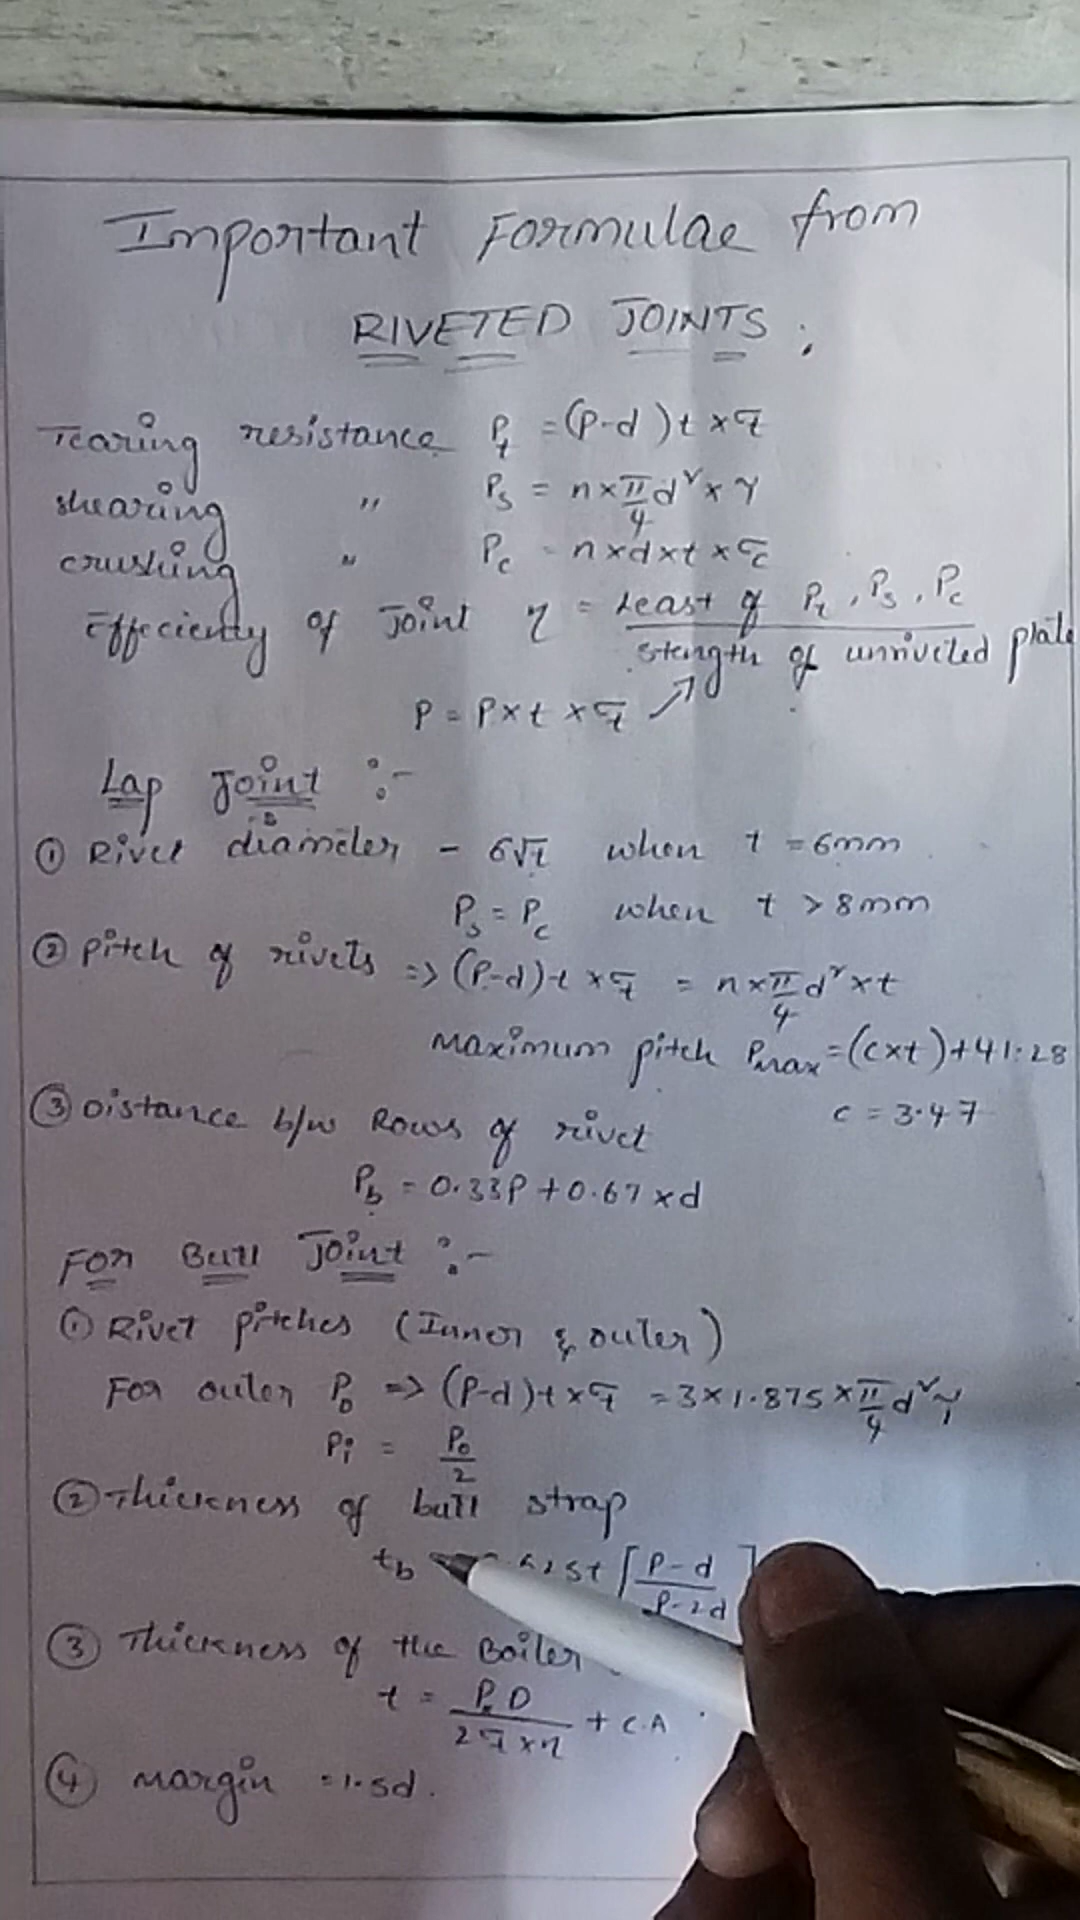 Important Formulae from
RIVETED JOINTS :
Tearing resistance Pt = (P-d) t × σt
shearing " Ps = n × π/4 d² × τ
crushing " Pc = n × d × t × σc
Effeciency of Joint η = Least of Pt, Ps, Pc / Stength of unriveted plate
P = P × t × σt
Lap Joint :-
① Rivet diameter - 6√t when t = 6mm
Ps = Pc when t > 8mm
② pitch of rivets => (P-d) t × σt = n × π/4 d² × t
Maximum pitch Pmax = (c×t) + 41.28
c = 3.47
③ Distance b/w Rows of rivet
Pb = 0.33P + 0.67 × d
For Butt Joint :-
① Rivet pitches (Inner & outer)
For outer Po => (P-d) t × σt = 3 × 1.875 × π/4 d² τ
Pi = Po/2
② Thickness of butt strap
tb 25t [P-d / P-2d]
③ Thickness of the Boiler
t = P.D / 2σt × η + C.A
④ margin = 1.5d.